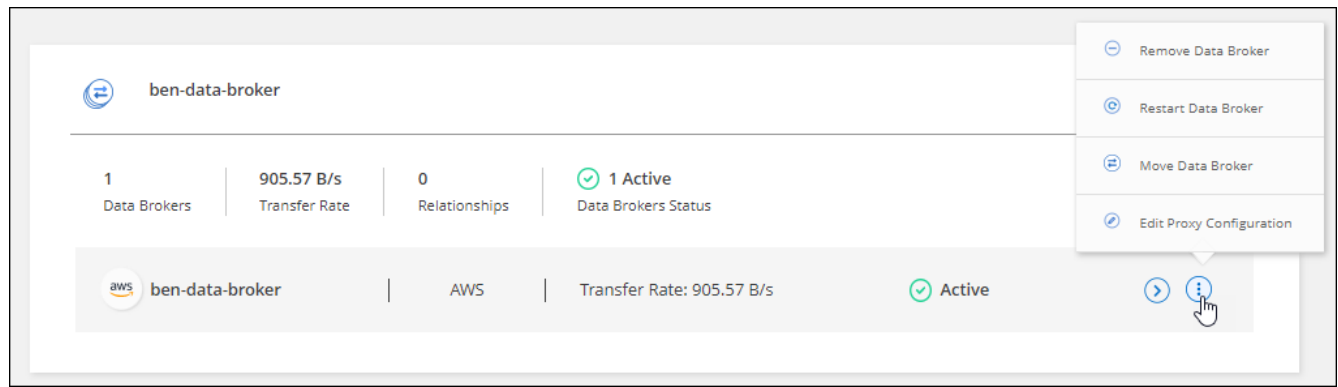 ben-data-broker
1
Data Brokers
905.57 B/s
Transfer Rate
0
Relationships
1 Active
Data Brokers Status
aws
ben-data-broker
AWS
Transfer Rate: 905.57 B/s
Active
Remove Data Broker
Restart Data Broker
Move Data Broker
Edit Proxy Configuration